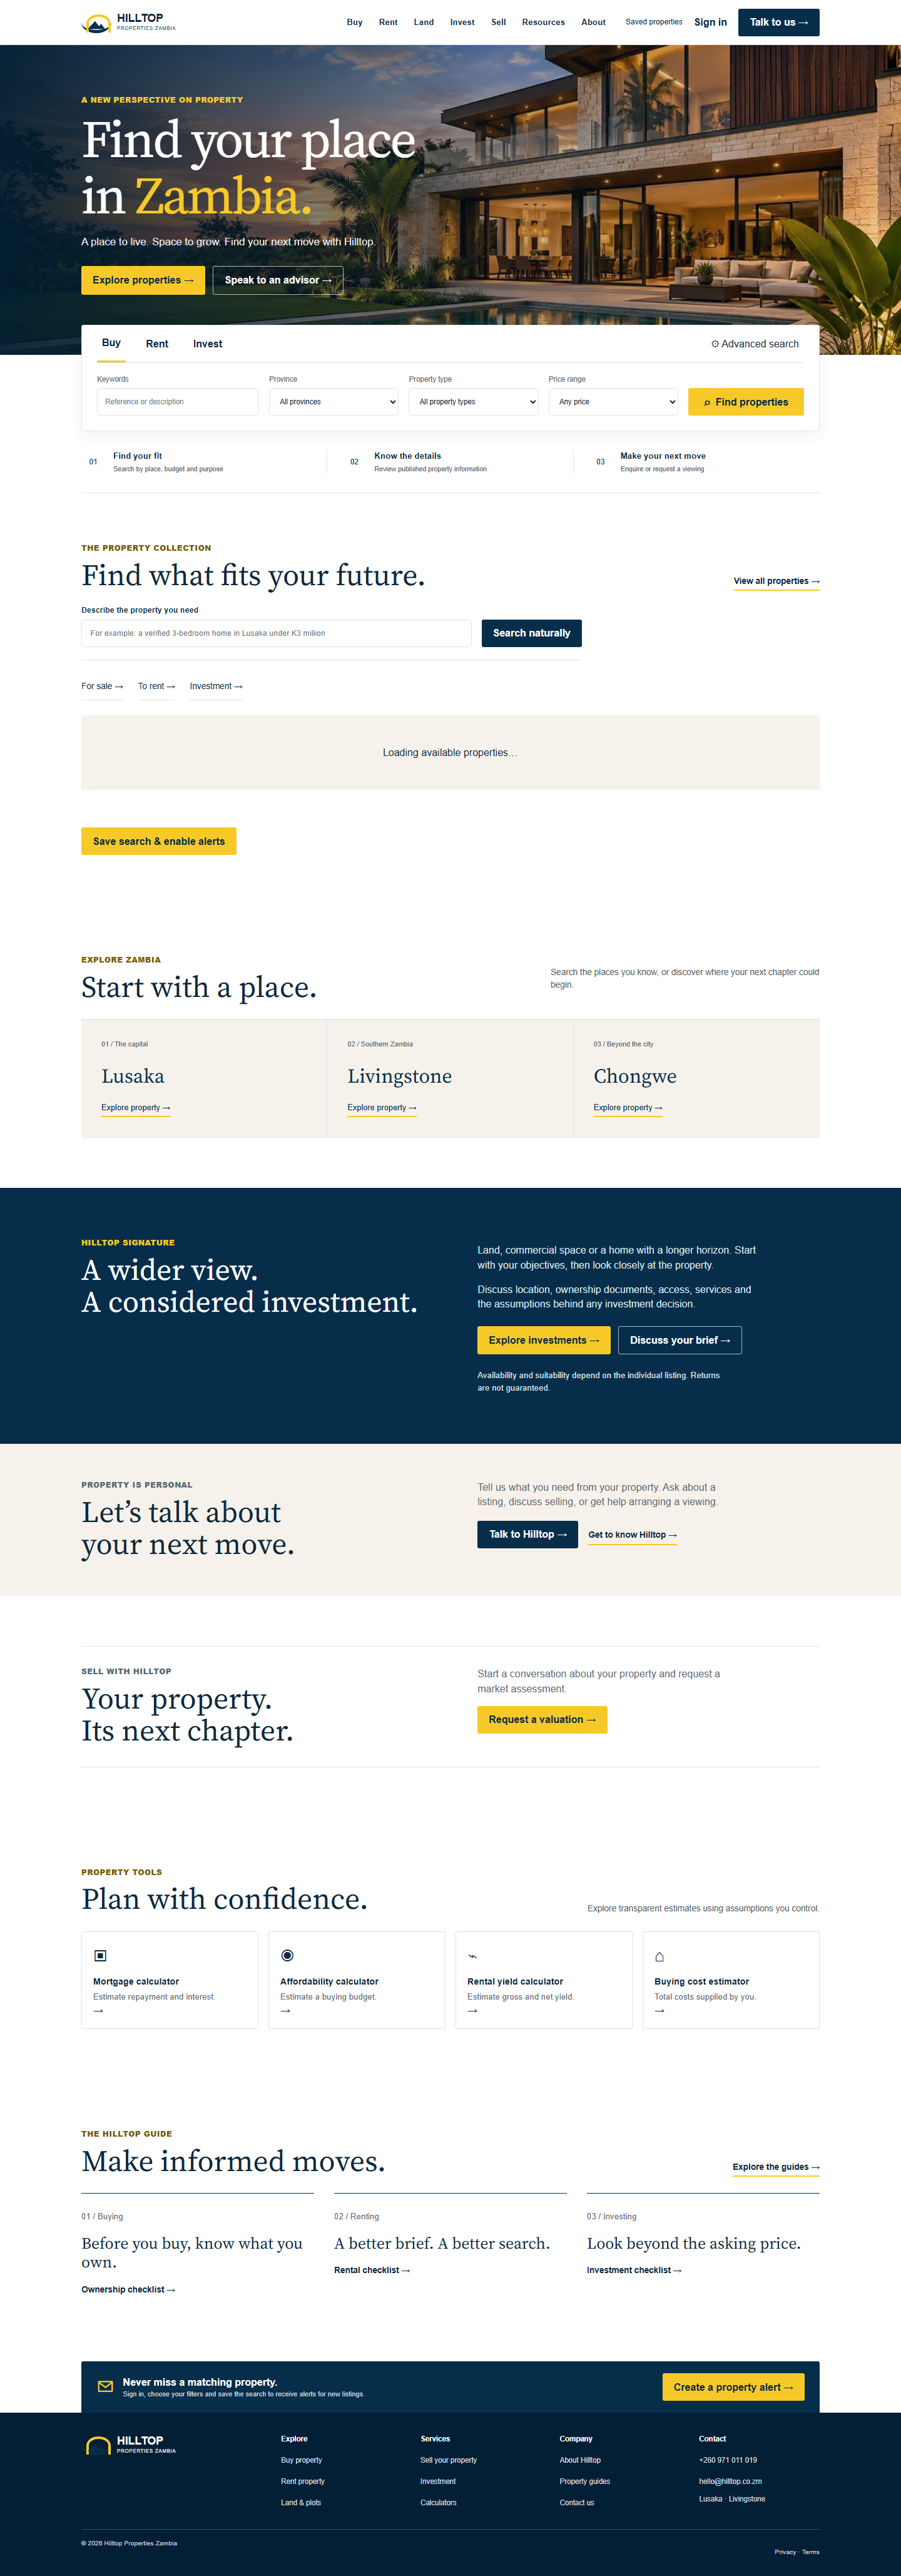 HILLTOP
PROPERTIES ZAMBIA
Buy Rent Land Invest Sell Resources About Saved properties Sign in Talk to us →
A NEW PERSPECTIVE ON PROPERTY
Find your place
in Zambia.
A place to live. Space to grow. Find your next move with Hilltop.
Explore properties → Speak to an advisor →
Buy Rent Invest Advanced search
Keywords Province Property type Price range
Reference or description All provinces All property types Any price Find properties
01 Find your fit
Search by place, budget and purpose
02 Know the details
Review published property information
03 Make your next move
Enquire or request a viewing
THE PROPERTY COLLECTION
Find what fits your future.
View all properties →
Describe the property you need
For example: a verified 3-bedroom home in Lusaka under K3 million Search naturally
For sale → To rent → Investment →
Loading available properties...
Save search & enable alerts
EXPLORE ZAMBIA
Start with a place.
Search the places you know, or discover where your next chapter could
begin.
01 / The capital
Lusaka
Explore property →
02 / Southern Zambia
Livingstone
Explore property →
03 / Beyond the city
Chongwe
Explore property →
HILLTOP SIGNATURE
A wider view.
A considered investment.
Land, commercial space or a home with a longer horizon. Start
with your objectives, then look closely at the property.
Discuss location, ownership documents, access, services and
the assumptions behind any investment decision.
Explore investments → Discuss your brief →
Availability and suitability depend on the individual listing. Returns
are not guaranteed.
PROPERTY IS PERSONAL
Let's talk about
your next move.
Tell us what you need from your property. Ask about a
listing, discuss selling, or get help arranging a viewing.
Talk to Hilltop → Get to know Hilltop →
SELL WITH HILLTOP
Your property.
Its next chapter.
Start a conversation about your property and request a
market assessment.
Request a valuation →
PROPERTY TOOLS
Plan with confidence.
Explore transparent estimates using assumptions you control.
Mortgage calculator
Estimate repayment and interest.
→
Affordability calculator
Estimate a buying budget.
→
Rental yield calculator
Estimate gross and net yield.
→
Buying cost estimator
Total costs supplied by you.
→
THE HILLTOP GUIDE
Make informed moves.
Explore the guides →
01 / Buying
Before you buy, know what you
own.
Ownership checklist →
02 / Renting
A better brief. A better search.
Rental checklist →
03 / Investing
Look beyond the asking price.
Investment checklist →
Never miss a matching property.
Sign in, choose your filters and save the search to receive alerts for new listings.
Create a property alert →
HILLTOP
PROPERTIES ZAMBIA
Explore
Buy property
Rent property
Land & plots
Services
Sell your property
Investment
Calculators
Company
About Hilltop
Property guides
Contact us
Contact
+260 971 011 019
hello@hilltop.co.zm
Lusaka · Livingstone
© 2026 Hilltop Properties Zambia
Privacy · Terms